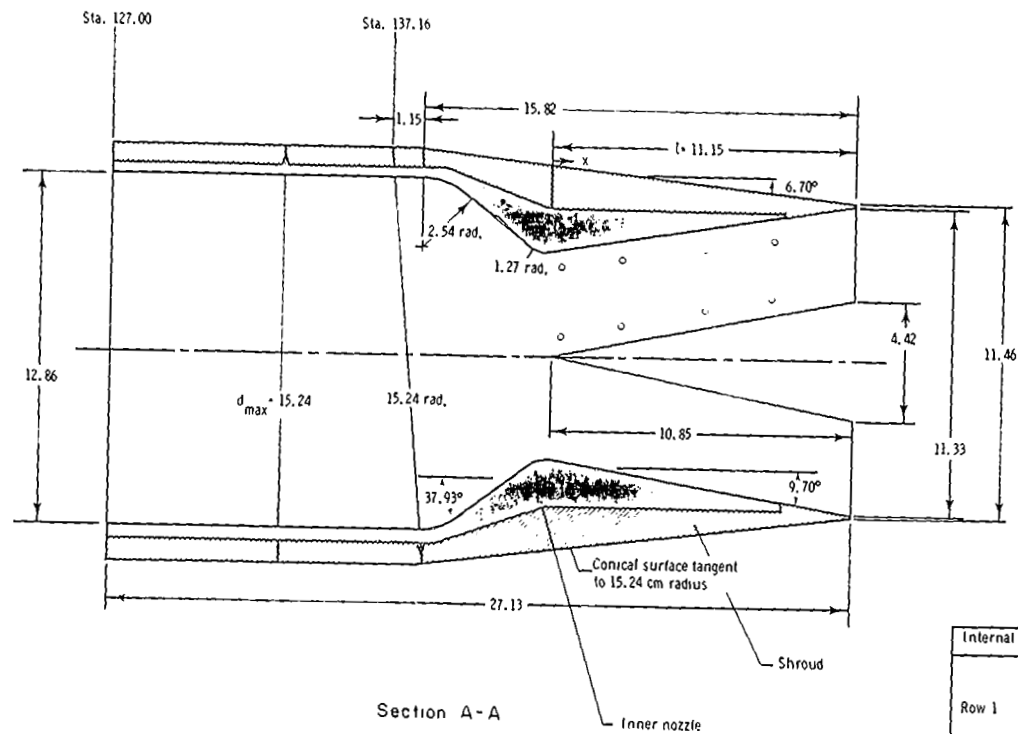 Sta. 127.00
Sta. 137.16
15.82
1.15
l = 11.15
x
6.70°
2.54 rad.
1.27 rad.
12.86
d max = 15.24
15.24 rad.
4.42
11.46
11.33
10.85
37.93°
9.70°
Conical surface tangent
to 15.24 cm radius
27.13
Shroud
Internal
Row 1
Section A-A
Inner nozzle